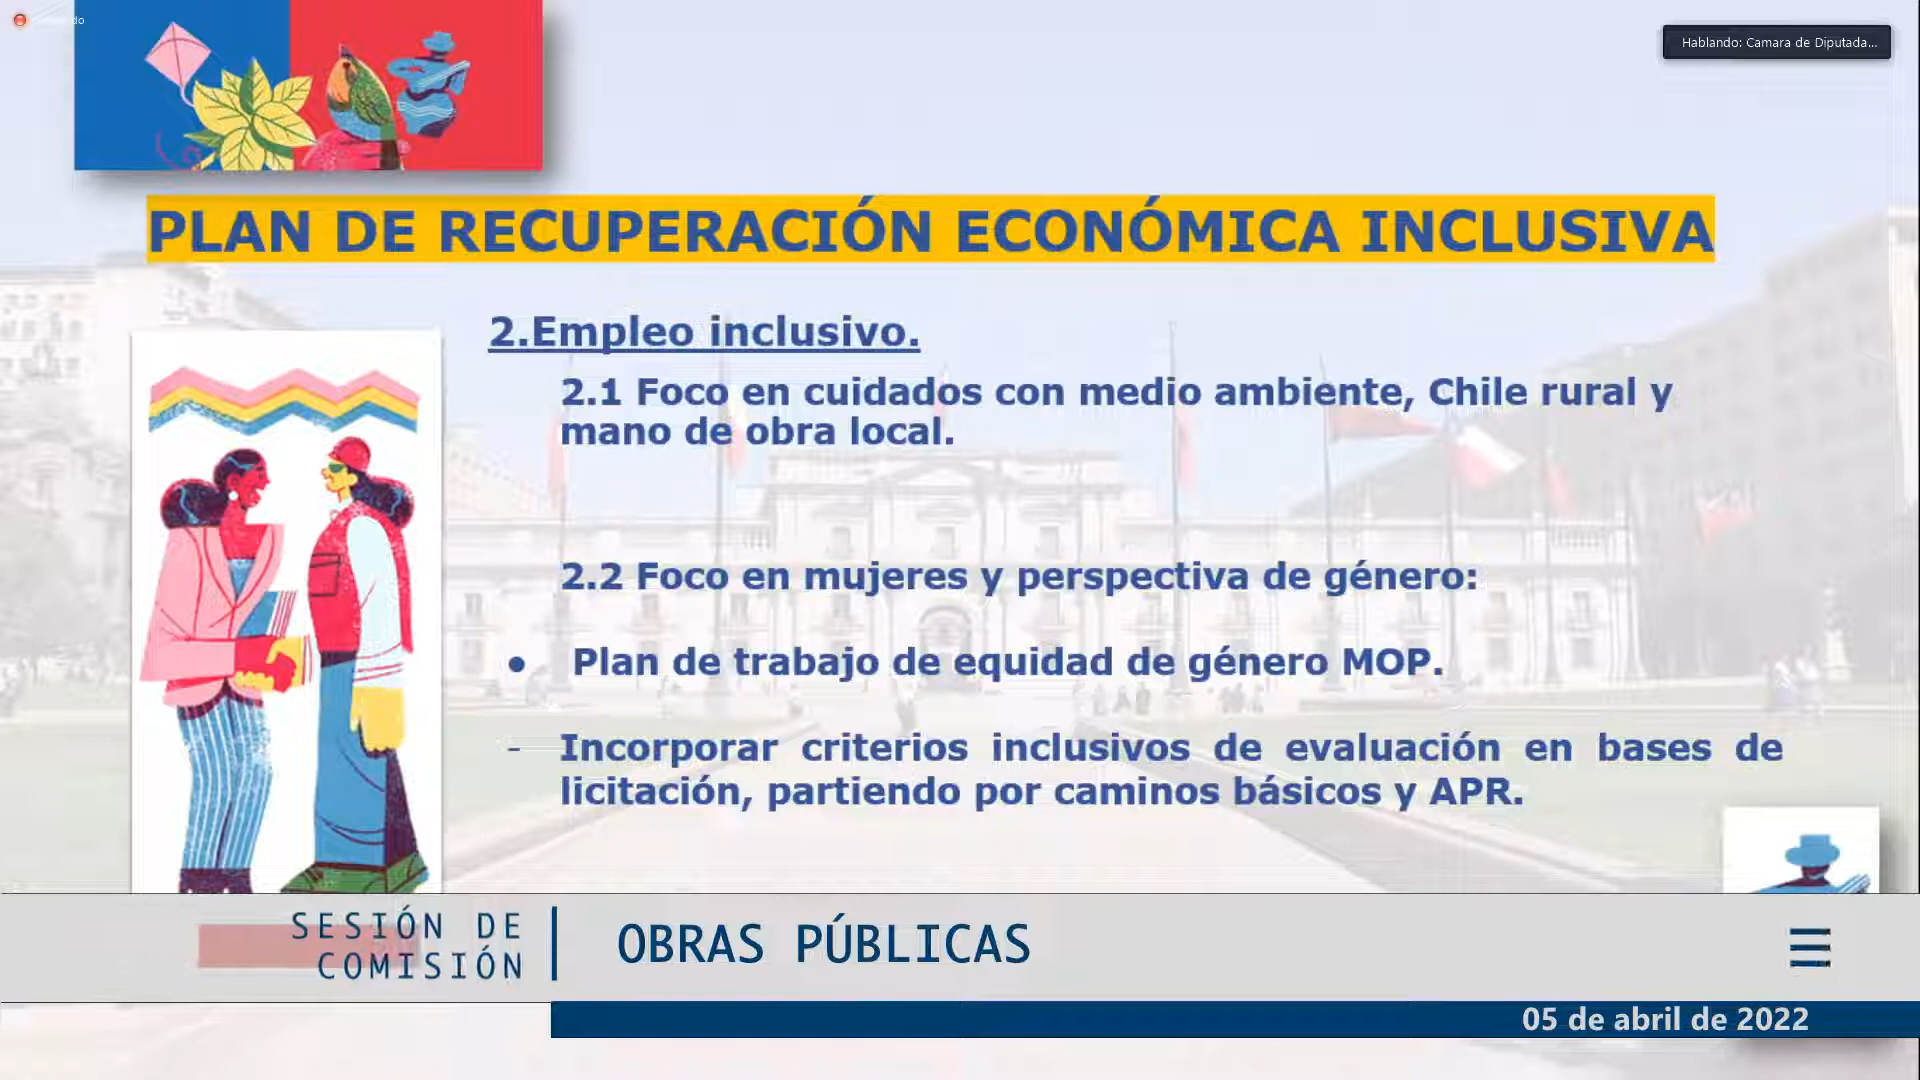 Hablando: Camara de Diputada...
PLAN DE RECUPERACIÓN ECONÓMICA INCLUSIVA
2.Empleo inclusivo.
2.1 Foco en cuidados con medio ambiente, Chile rural y
mano de obra local.
2.2 Foco en mujeres y perspectiva de género:
● Plan de trabajo de equidad de género MOP.
- Incorporar criterios inclusivos de evaluación en bases de
licitación, partiendo por caminos básicos y APR.
SESIÓN DE
COMISIÓN
OBRAS PÚBLICAS
05 de abril de 2022